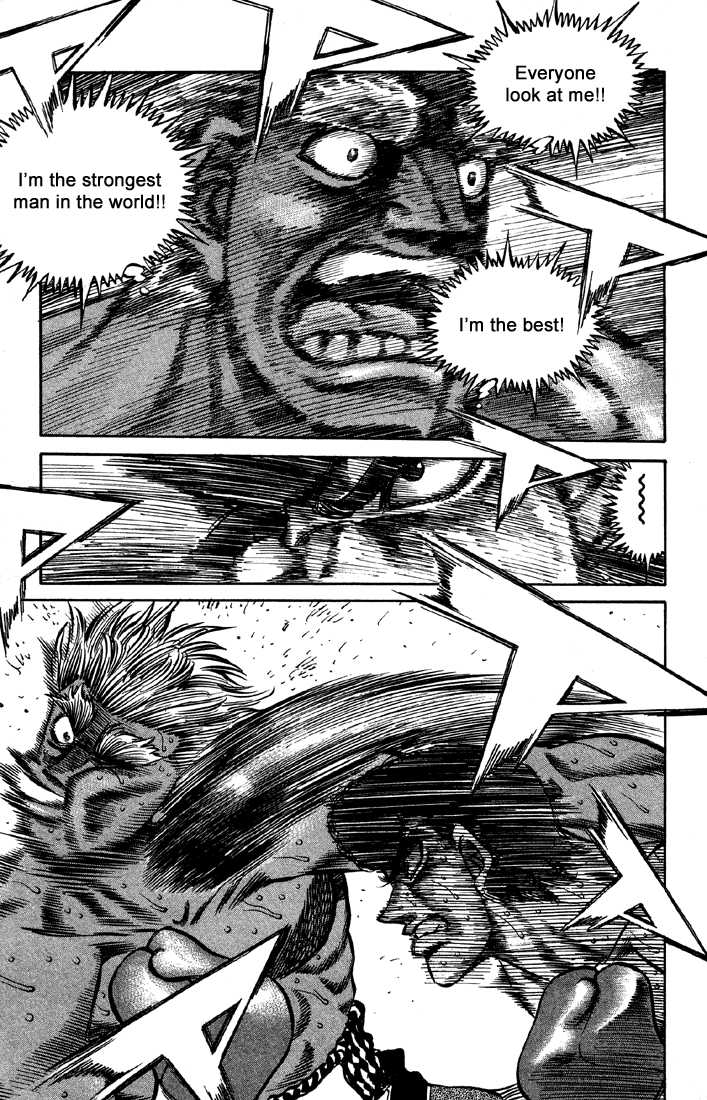 Everyone
look at me!!
I'm the strongest
man in the world!!
I'm the best!